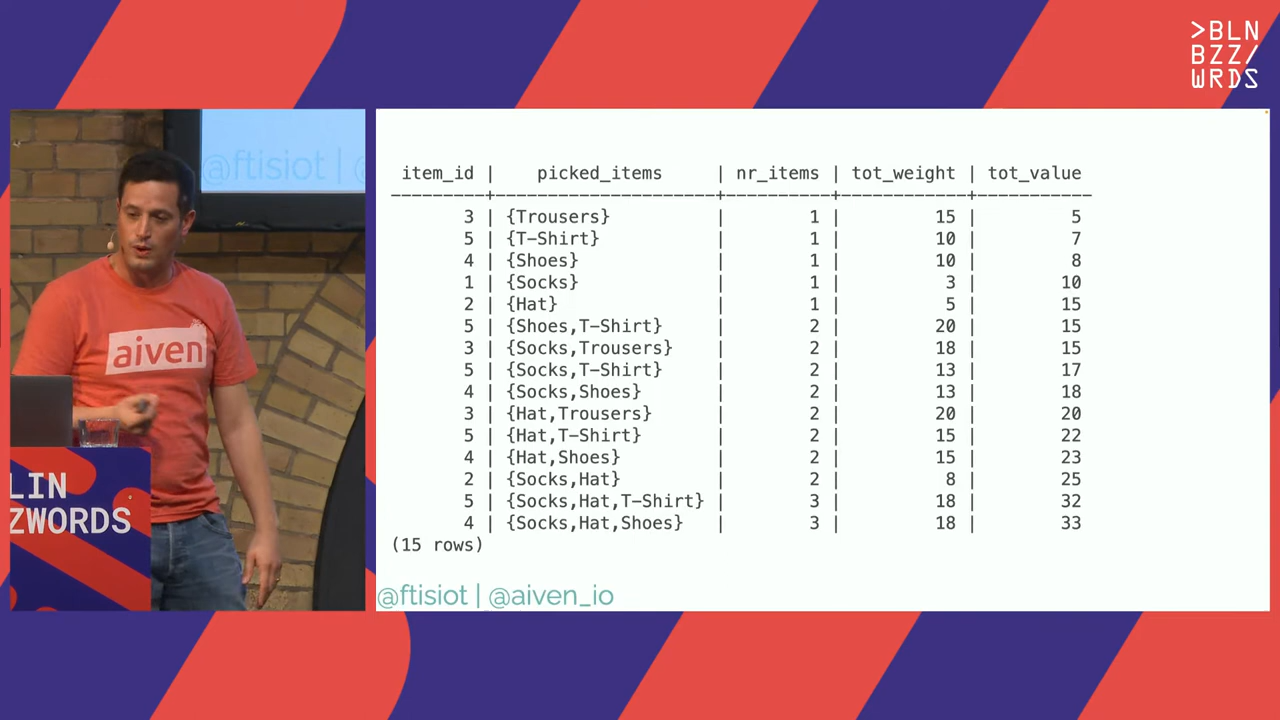 >BLN
BZZ/
WRDS
@ftisiot | @
aiven
LIN
ZWORDS
item_id | picked_items | nr_items | tot_weight | tot_value
---------+---------------------+----------+------------+-----------
3 | {Trousers} | 1 | 15 | 5
5 | {T-Shirt} | 1 | 10 | 7
4 | {Shoes} | 1 | 10 | 8
1 | {Socks} | 1 | 3 | 10
2 | {Hat} | 1 | 5 | 15
5 | {Shoes,T-Shirt} | 2 | 20 | 15
3 | {Socks,Trousers} | 2 | 18 | 15
5 | {Socks,T-Shirt} | 2 | 13 | 17
4 | {Socks,Shoes} | 2 | 13 | 18
3 | {Hat,Trousers} | 2 | 20 | 20
5 | {Hat,T-Shirt} | 2 | 15 | 22
4 | {Hat,Shoes} | 2 | 15 | 23
2 | {Socks,Hat} | 2 | 8 | 25
5 | {Socks,Hat,T-Shirt} | 3 | 18 | 32
4 | {Socks,Hat,Shoes} | 3 | 18 | 33
(15 rows)
@ftisiot | @aiven_io